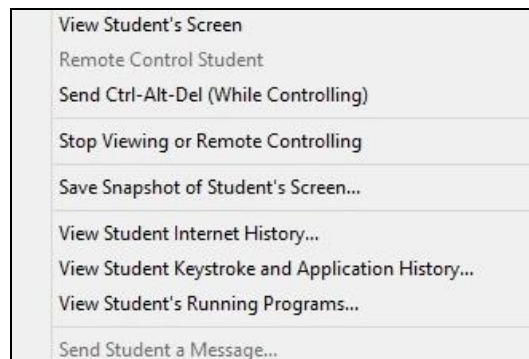 View Student's Screen
Remote Control Student
Send Ctrl-Alt-Del (While Controlling)
Stop Viewing or Remote Controlling
Save Snapshot of Student's Screen...
View Student Internet History...
View Student Keystroke and Application History...
View Student's Running Programs...
Send Student a Message...